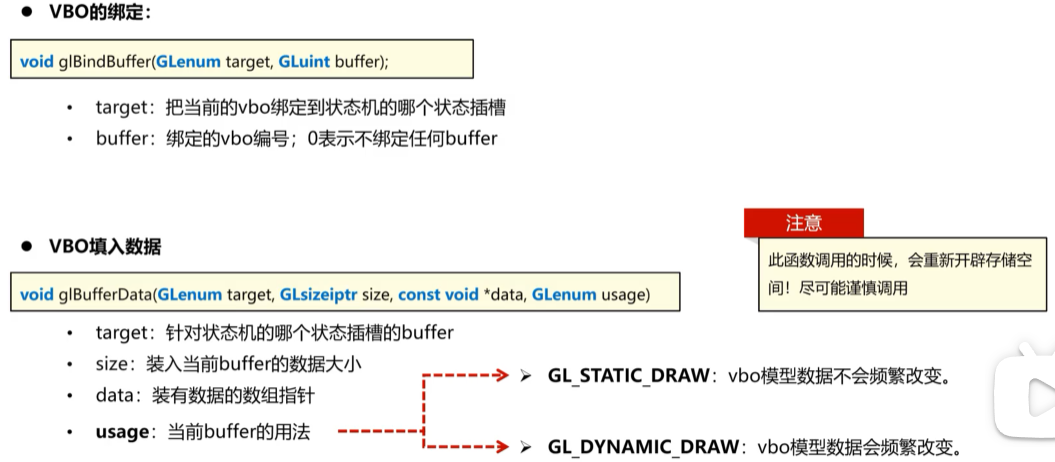 ● VBO的绑定：
void glBindBuffer(GLenum target, GLuint buffer);
• target：把当前的vbo绑定到状态机的哪个状态插槽
• buffer：绑定的vbo编号；0表示不绑定任何buffer
注意
● VBO填入数据
此函数调用的时候，会重新开辟存储空
间！尽可能谨慎调用
void glBufferData(GLenum target, GLsizeiptr size, const void *data, GLenum usage)
• target：针对状态机的哪个状态插槽的buffer
• size：装入当前buffer的数据大小
• data：装有数据的数组指针
• usage：当前buffer的用法
➢ GL_STATIC_DRAW：vbo模型数据不会频繁改变。
➢ GL_DYNAMIC_DRAW：vbo模型数据会频繁改变。